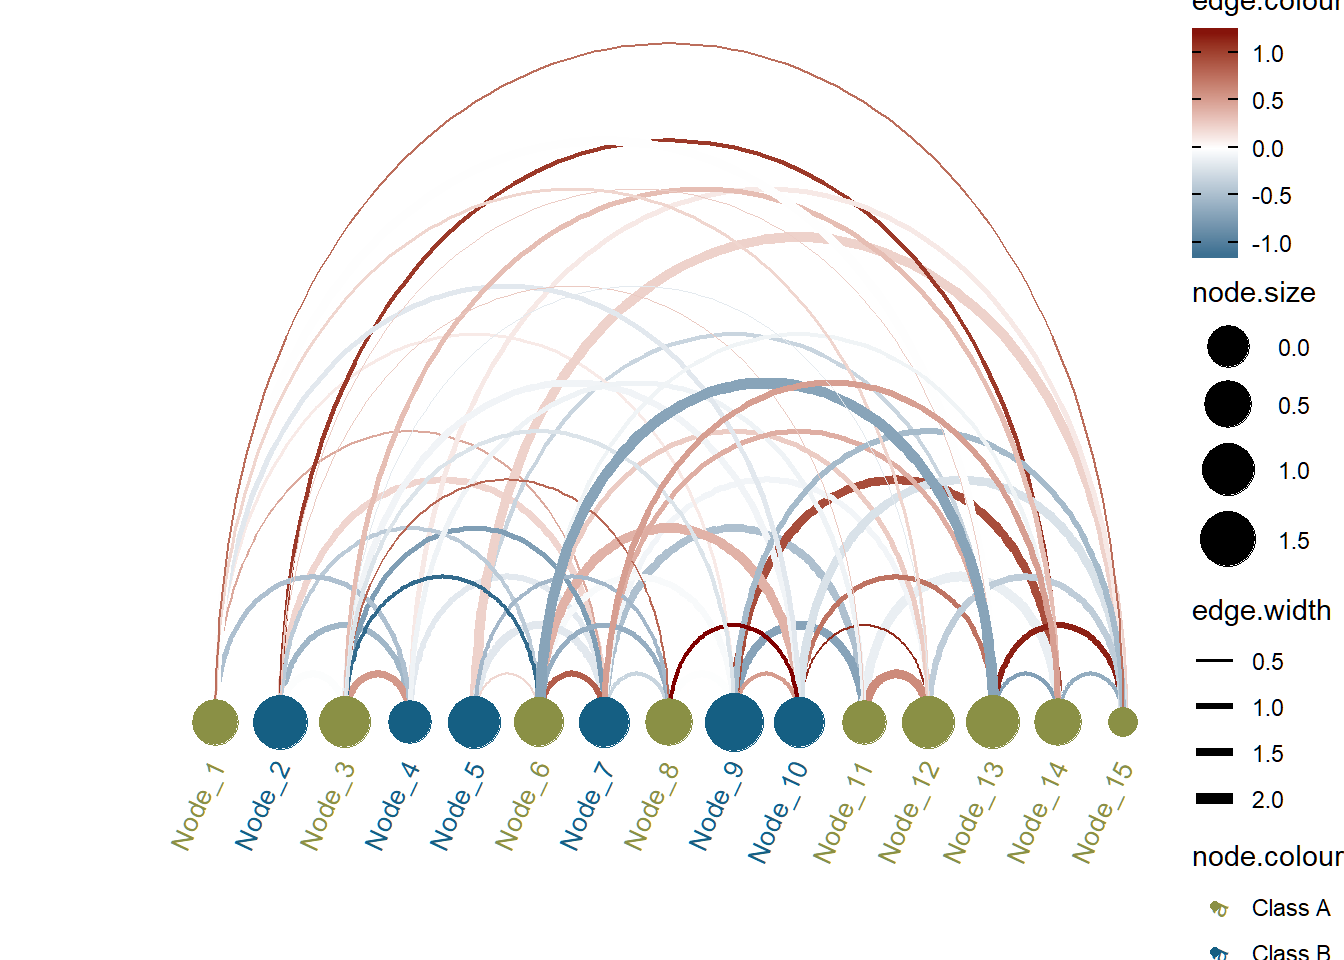 edge.colour
1.0
0.5
0.0
-0.5
-1.0
node.size
0.0
0.5
1.0
1.5
edge.width
0.5
1.0
1.5
2.0
node.colour
Class A
Class B
Node_1
Node_2
Node_3
Node_4
Node_5
Node_6
Node_7
Node_8
Node_9
Node_10
Node_11
Node_12
Node_13
Node_14
Node_15